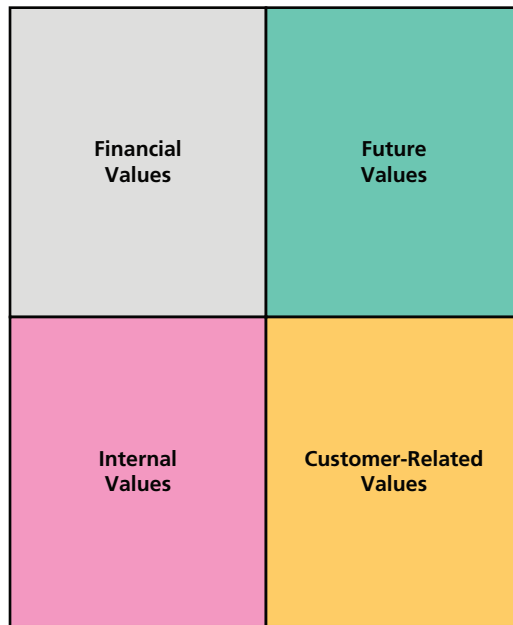 Financial
Values
Future
Values
Internal
Values
Customer-Related
Values